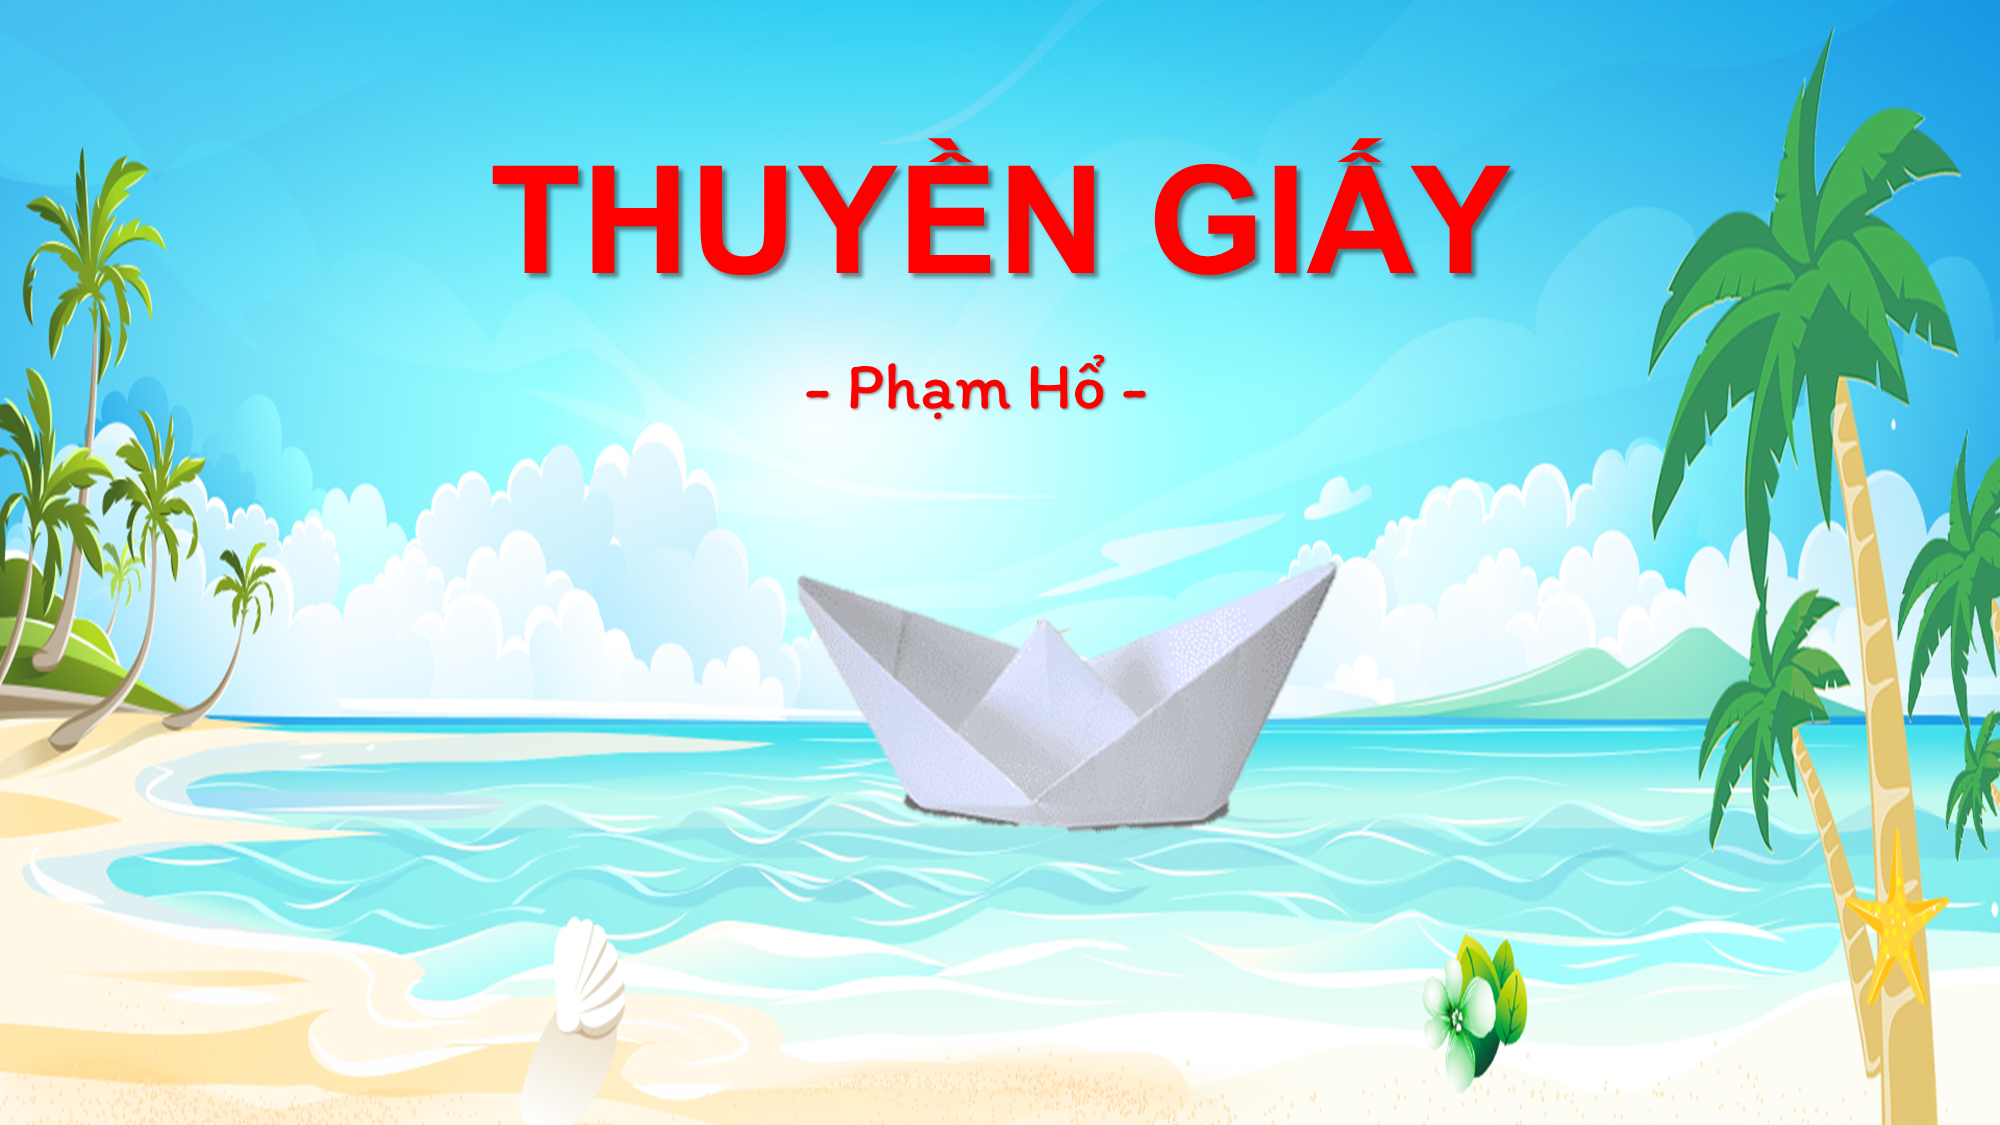 THUYỀN GIẤY
- Phạm Hổ -